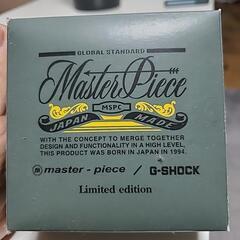 GLOBAL STANDARD
MasterPiece
MSPC
JAPAN MADE
WITH THE CONCEPT TO MERGE TOGETHER
DESIGN AND FUNCTIONALITY IN A HIGH LEVEL,
THIS PRODUCT WAS BORN IN JAPAN IN 1994.
m master-piece / G-SHOCK
Limited edition